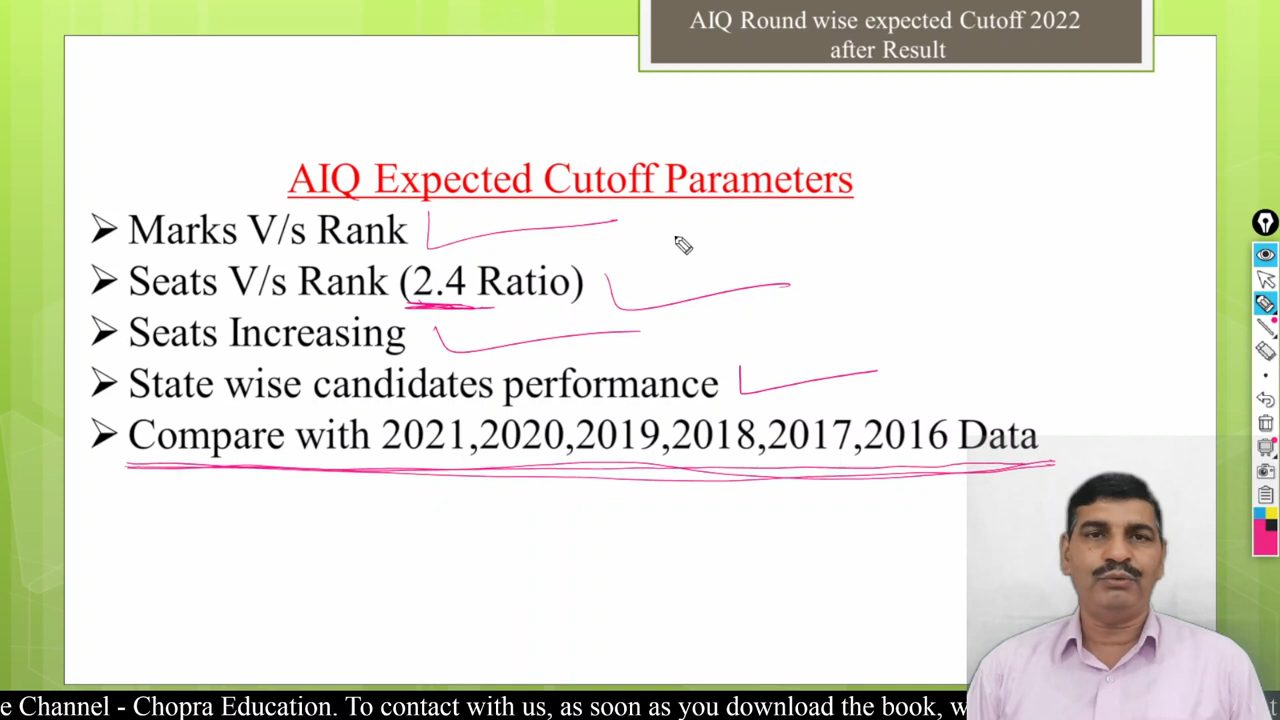 AIQ Round wise expected Cutoff 2022
after Result
AIQ Expected Cutoff Parameters
Marks V/s Rank
Seats V/s Rank (2.4 Ratio)
Seats Increasing
State wise candidates performance
Compare with 2021,2020,2019,2018,2017,2016 Data
e Channel - Chopra Education. To contact with us, as soon as you download the book, w